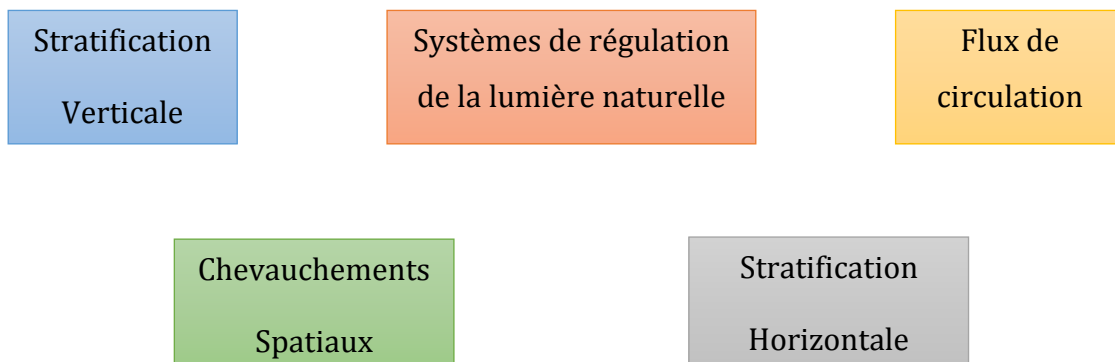 Stratification
Verticale
Systèmes de régulation
de la lumière naturelle
Flux de
circulation
Chevauchements
Spatiaux
Stratification
Horizontale